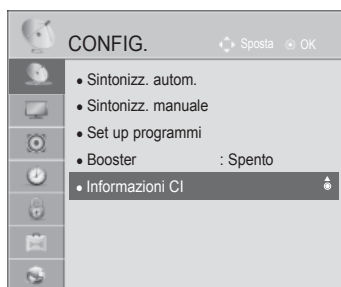 CONFIG.
Sposta OK
• Sintonizz. autom.
• Sintonizz. manuale
• Set up programmi
• Booster : Spento
• Informazioni CI